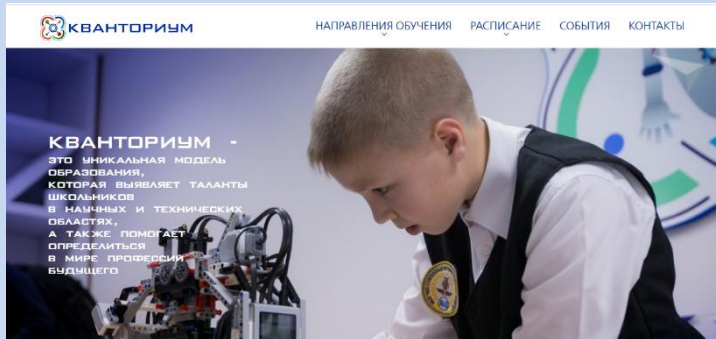 КВАНТОРИУМ
НАПРАВЛЕНИЯ ОБУЧЕНИЯ РАСПИСАНИЕ СОБЫТИЯ КОНТАКТЫ
КВАНТОРИУМ -
ЭТО УНИКАЛЬНАЯ МОДЕЛЬ
ОБРАЗОВАНИЯ,
КОТОРАЯ ВЫЯВЛЯЕТ ТАЛАНТЫ
ШКОЛЬНИКОВ
В НАУЧНЫХ И ТЕХНИЧЕСКИХ
ОБЛАСТЯХ,
А ТАКЖЕ ПОМОГАЕТ
ОПРЕДЕЛИТЬСЯ
В МИРЕ ПРОФЕССИЙ
БУДУЩЕГО